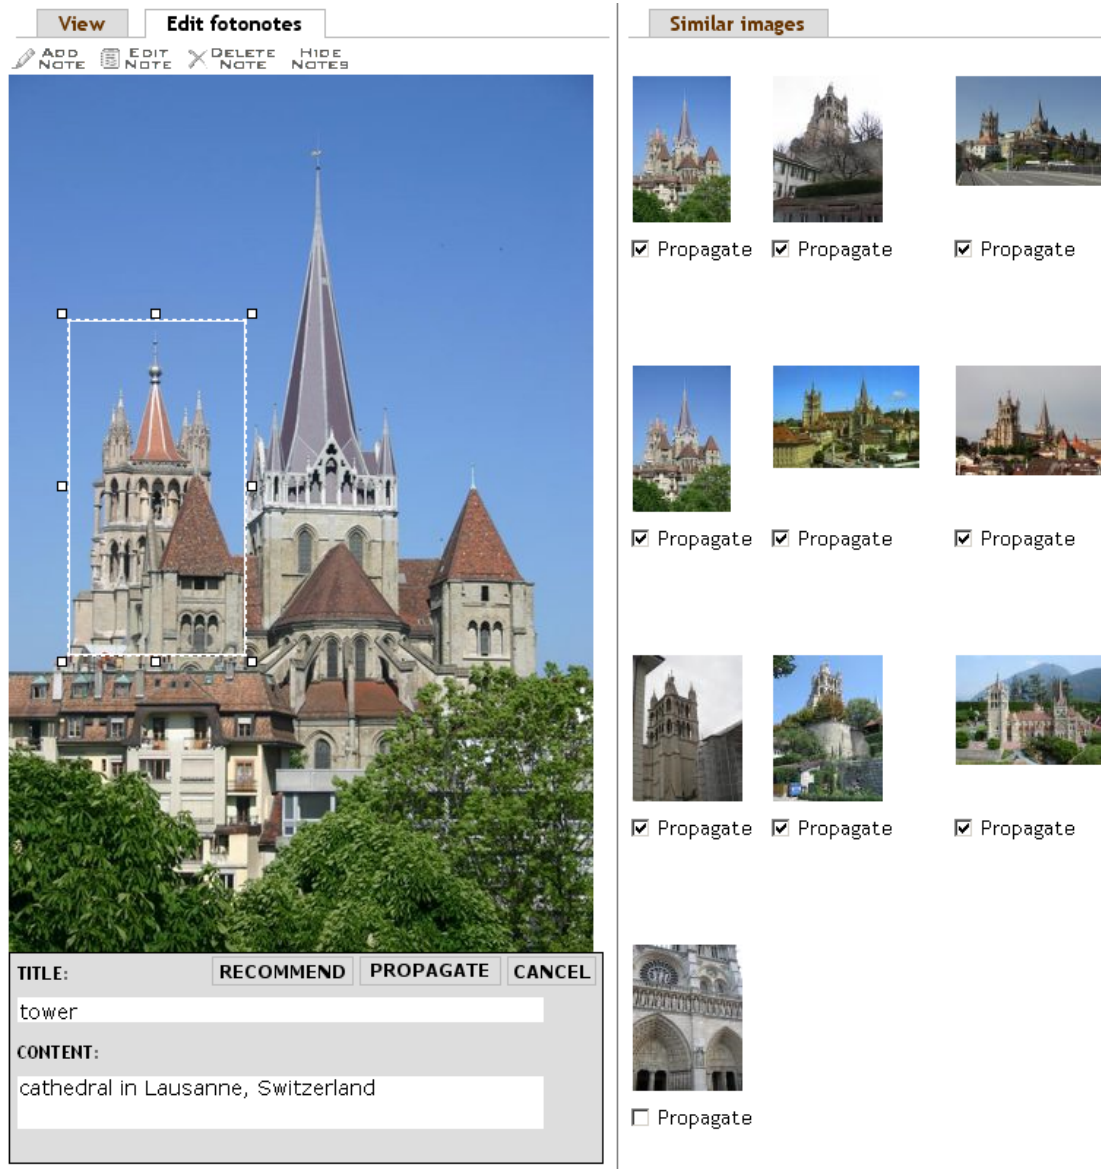 View
Edit fotonotes
ADD NOTE
EDIT NOTE
DELETE NOTE
HIDE NOTES
TITLE:
RECOMMEND
PROPAGATE
CANCEL
tower
CONTENT:
cathedral in Lausanne, Switzerland
Similar images
Propagate
Propagate
Propagate
Propagate
Propagate
Propagate
Propagate
Propagate
Propagate
Propagate